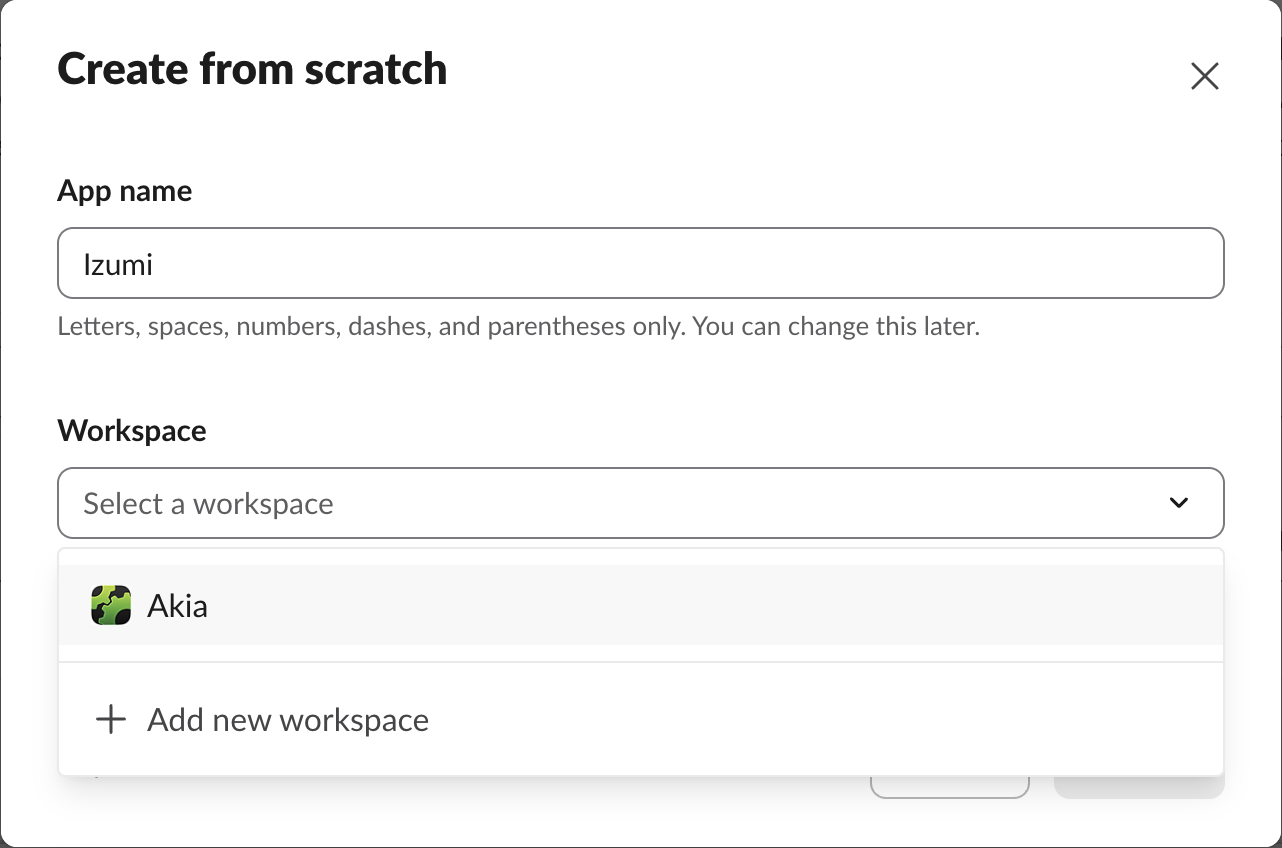 Create from scratch
App name
Izumi
Letters, spaces, numbers, dashes, and parentheses only. You can change this later.
Workspace
Select a workspace
Akia
Add new workspace